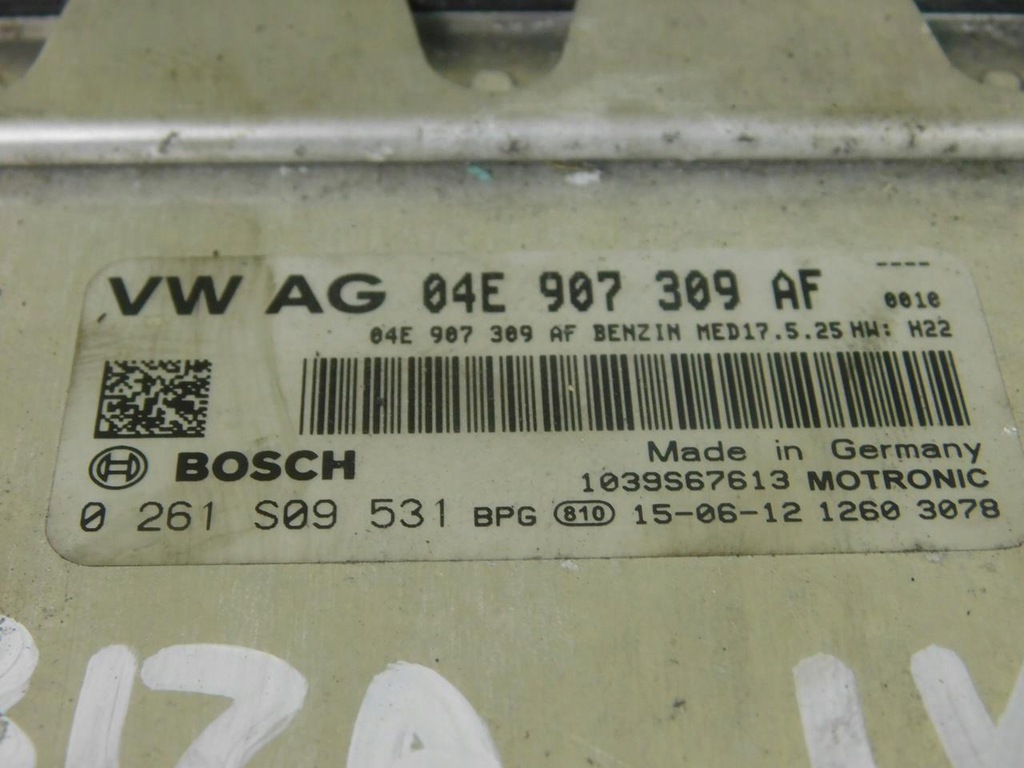 ----
VW AG 04E 907 309 AF 0010
04E 907 309 AF BENZIN MED17.5.25 HW: H22
BOSCH Made in Germany
1039S67613 MOTRONIC
0 261 S09 531 BPG 810 15-06-12 1260 3078